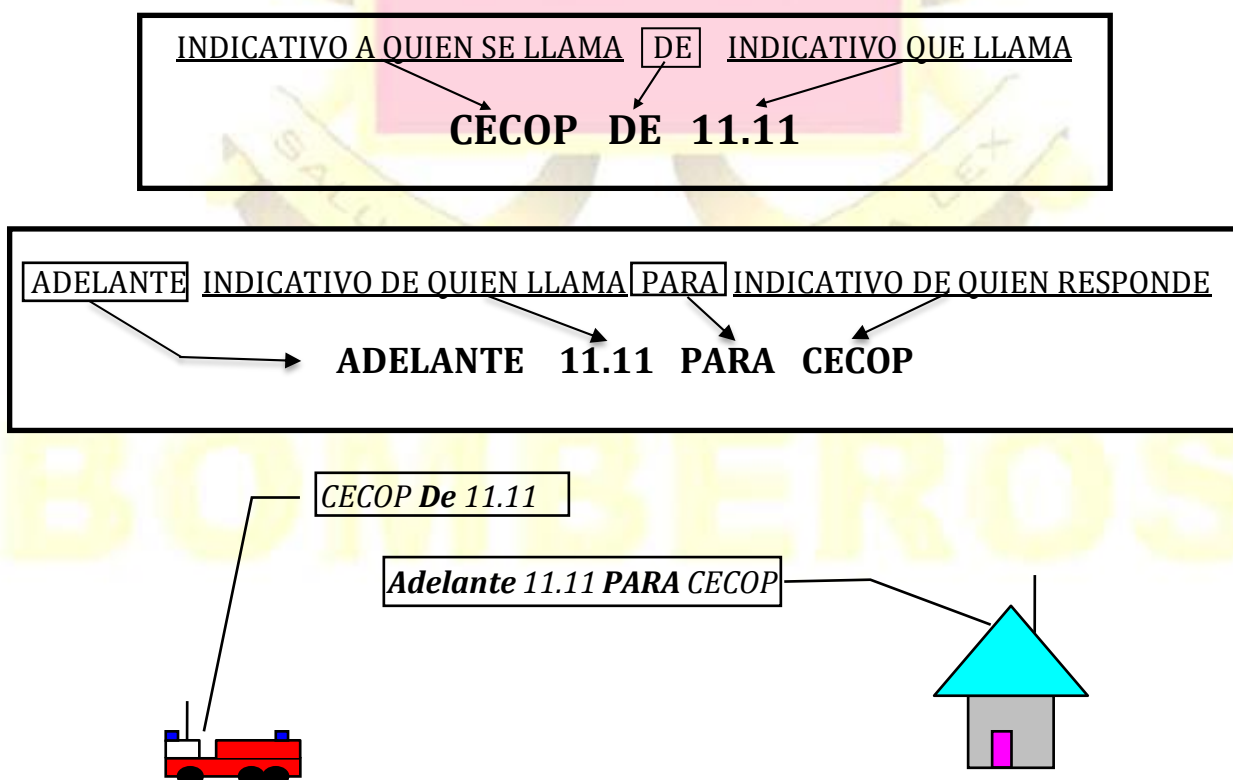 INDICATIVO A QUIEN SE LLAMA DE INDICATIVO QUE LLAMA
CECOP DE 11.11
ADELANTE INDICATIVO DE QUIEN LLAMA PARA INDICATIVO DE QUIEN RESPONDE
ADELANTE 11.11 PARA CECOP
BOMBEROS
CECOP De 11.11
Adelante 11.11 PARA CECOP